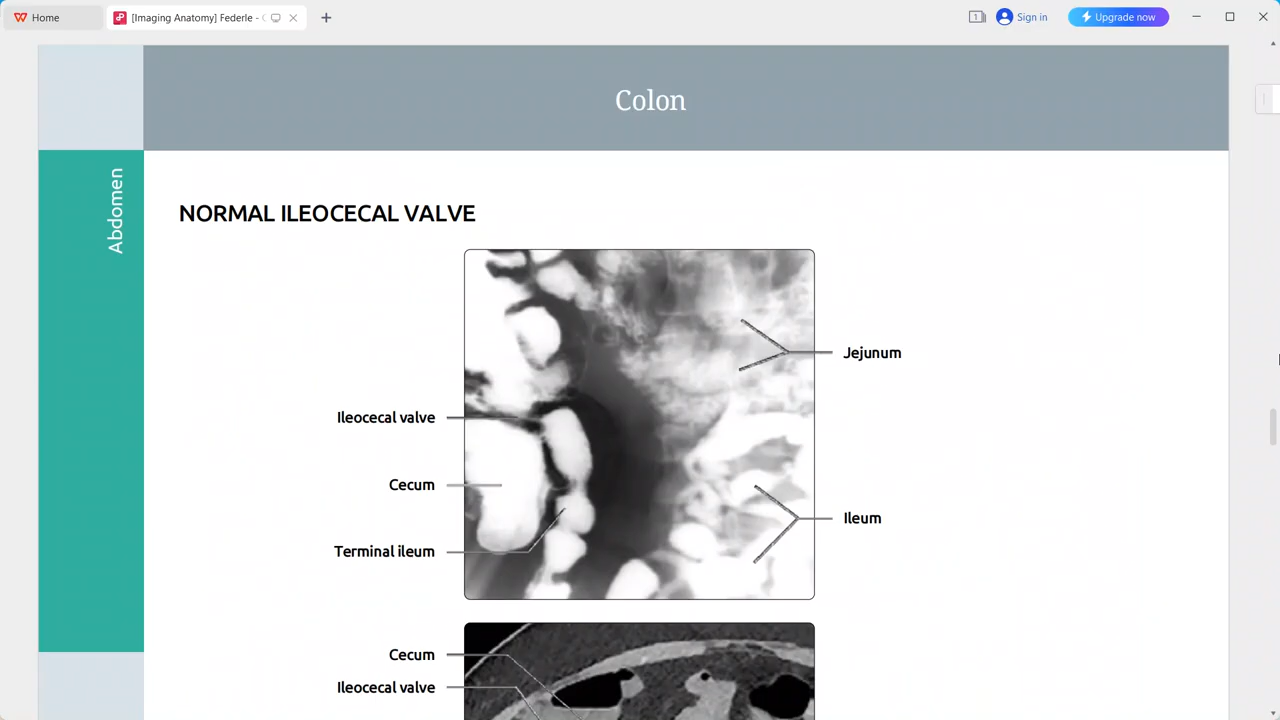 Home
[Imaging Anatomy] Federle -
1
Sign in
Upgrade now
Colon
Abdomen
NORMAL ILEOCECAL VALVE
Jejunum
Ileocecal valve
Cecum
Ileum
Terminal ileum
Cecum
Ileocecal valve